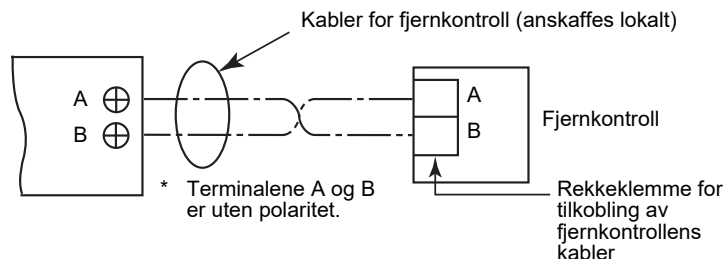 Kabler for fjernkontroll (anskaffes lokalt)
A
B
A
B
Fjernkontroll
* Terminalene A og B
er uten polaritet.
Rekkeklemme for
tilkobling av
fjernkontrollens
kabler